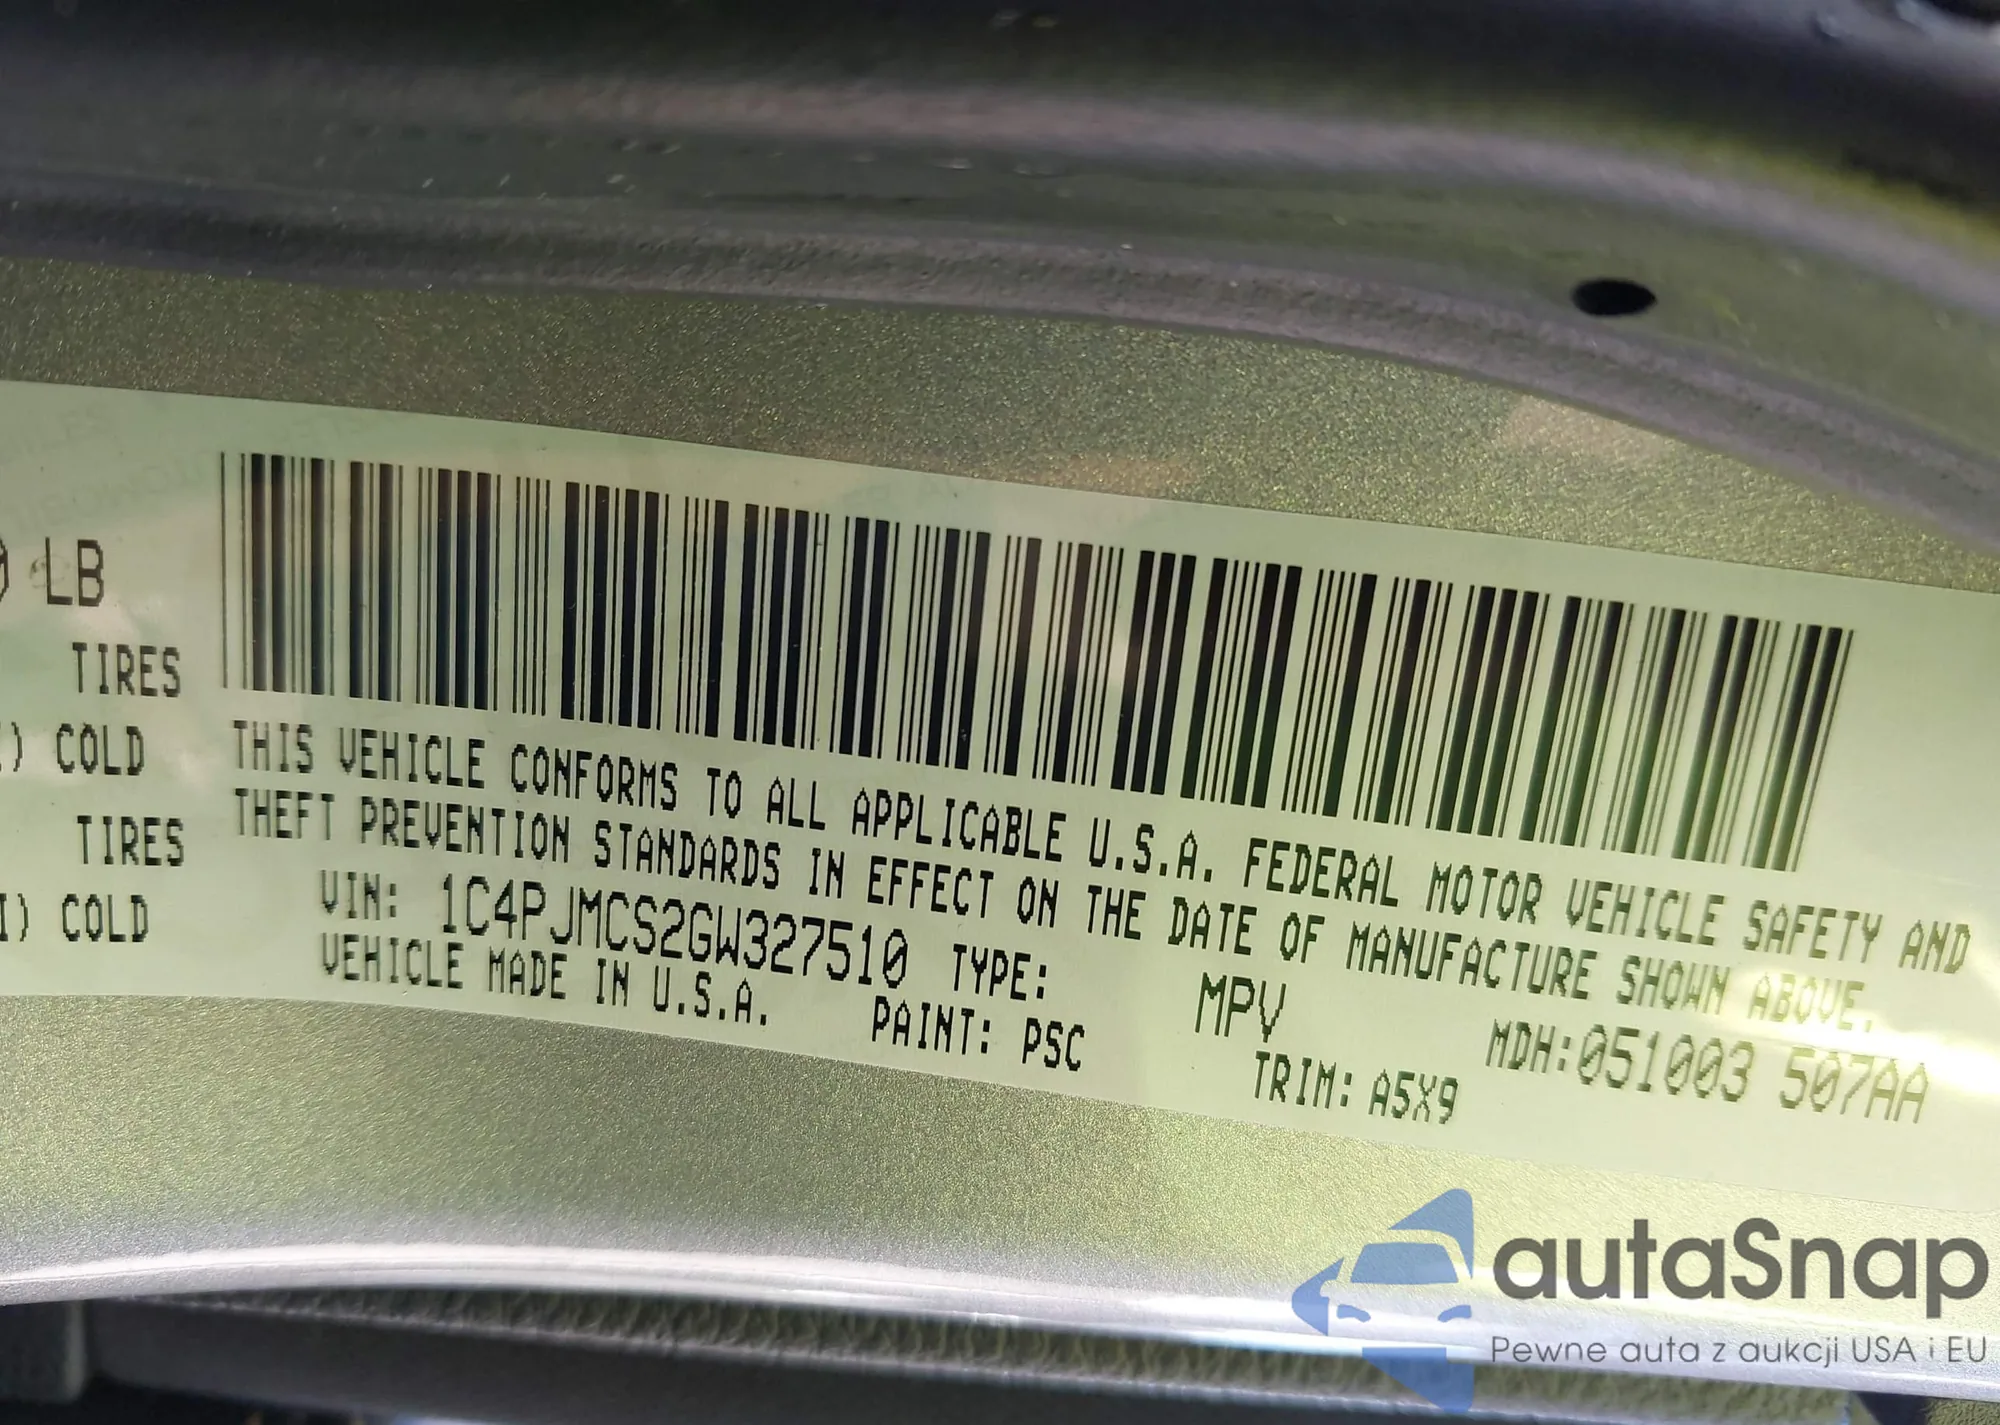 LB
TIRES
) COLD
TIRES
I) COLD
THIS VEHICLE CONFORMS TO ALL APPLICABLE U.S.A. FEDERAL MOTOR VEHICLE SAFETY AND
THEFT PREVENTION STANDARDS IN EFFECT ON THE DATE OF MANUFACTURE SHOWN ABOVE.
VIN: 1C4PJMCS2GW327510 TYPE: MPV MDH:051003 507AA
VEHICLE MADE IN U.S.A. PAINT: PSC TRIM: A5X9
autaSnap
Pewne auta z aukcji USA i EU